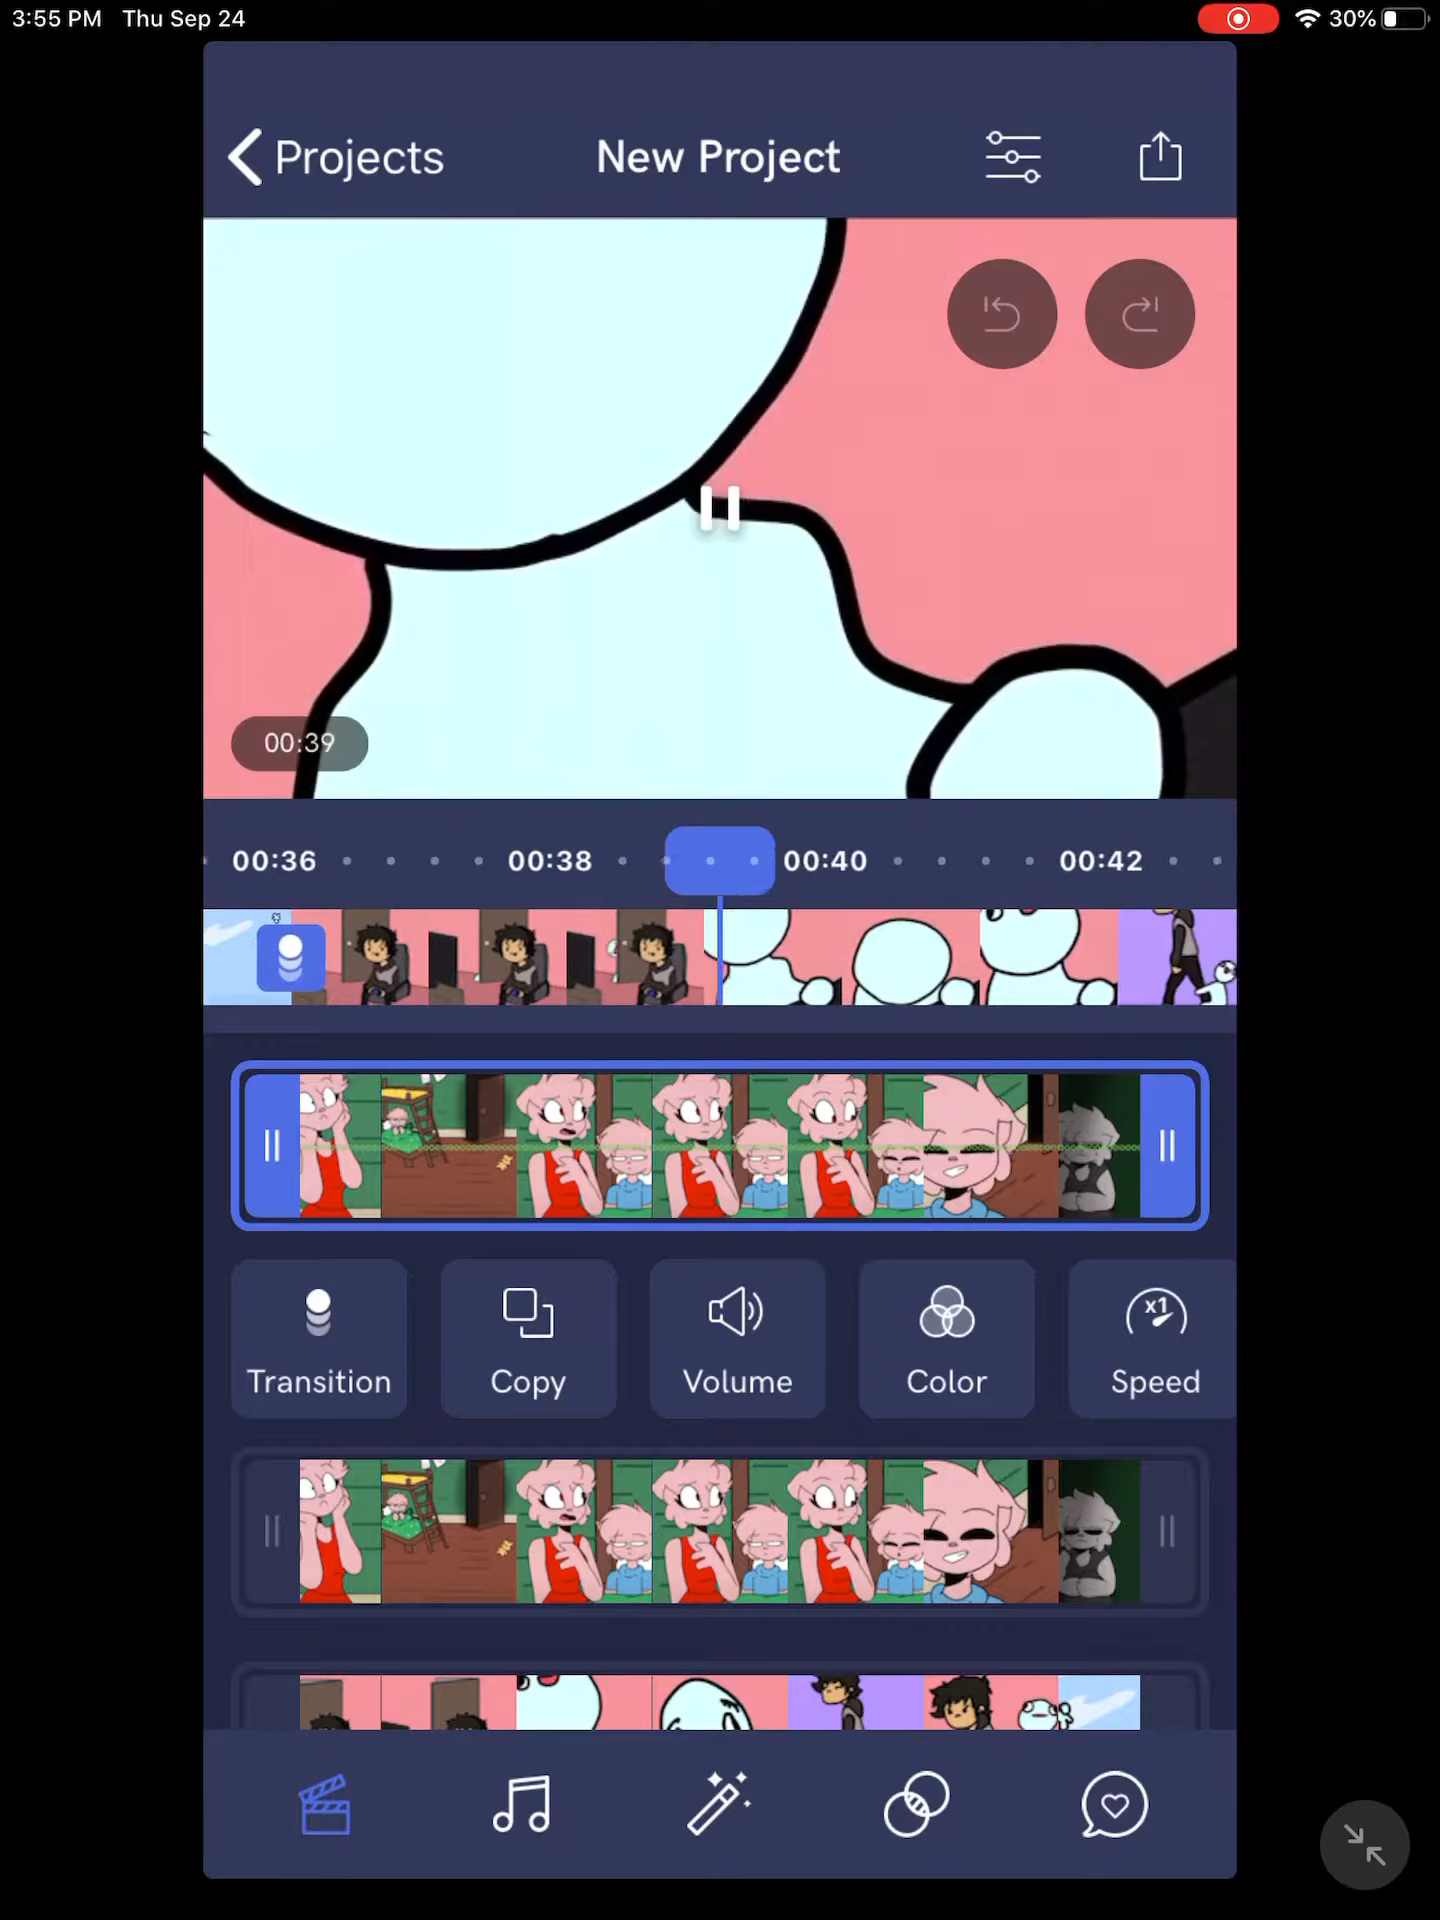 3:55 PM Thu Sep 24 30%
Projects New Project
00:39
00:36 00:38 00:40 00:42
Transition Copy Volume Color x1 Speed